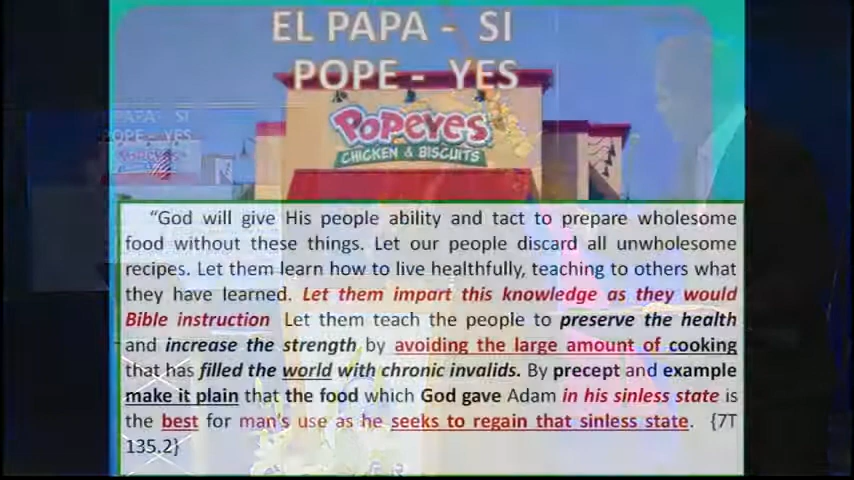 EL PAPA - SI
POPE - YES
POPEYES
CHICKEN & BISCUITS
PAPA - SI
POPE - YES
POPEYES
“God will give His people ability and tact to prepare wholesome
food without these things. Let our people discard all unwholesome
recipes. Let them learn how to live healthfully, teaching to others what
they have learned. Let them impart this knowledge as they would
Bible instruction Let them teach the people to preserve the health
and increase the strength by avoiding the large amount of cooking
that has filled the world with chronic invalids. By precept and example
make it plain that the food which God gave Adam in his sinless state is
the best for man's use as he seeks to regain that sinless state. {7T
135.2}